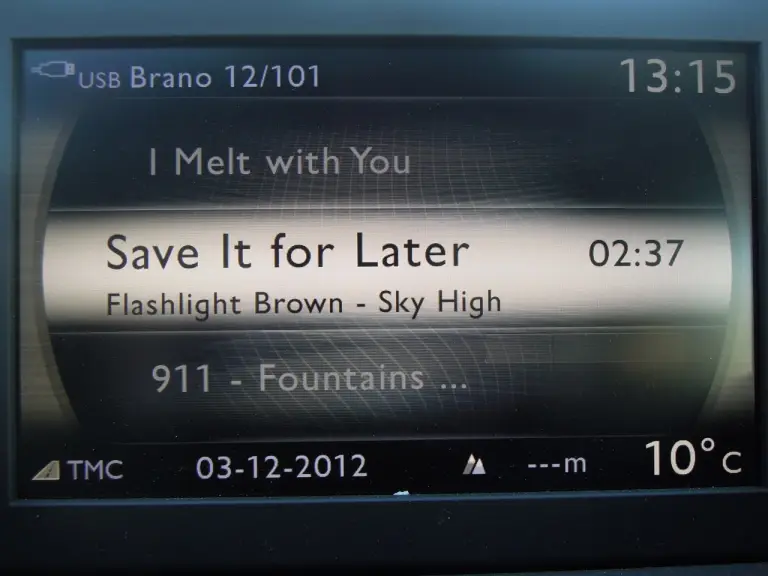 USB Brano 12/101 13:15
I Melt with You
Save It for Later 02:37
Flashlight Brown - Sky High
911 - Fountains ...
TMC 03-12-2012 ---m 10°C